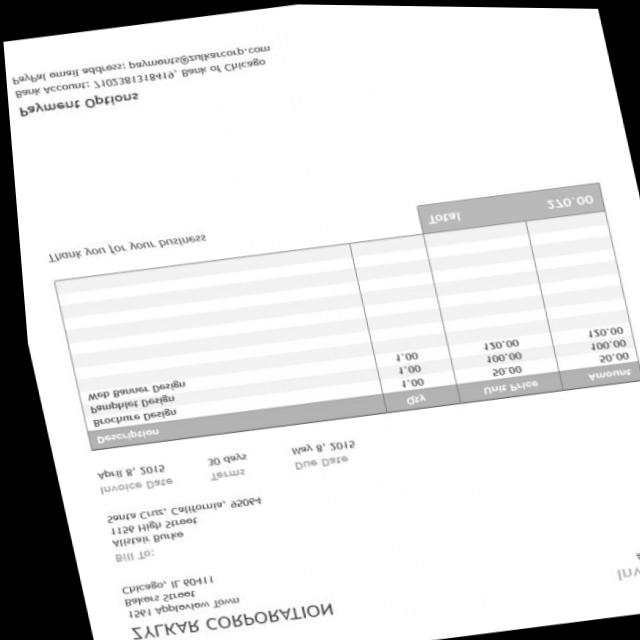 ZYLKAR CORPORATION
1561 Appleview Town
Bakers Street
Chicago, IL 60411
Inv
Bill To:
Alistair Burke
1156 High Street
Santa Cruz, California, 95064
Invoice Date Terms Due Date
April 8, 2015 30 days May 8, 2015
Description Qty Unit Price Amount
Brochure Design 1.00 50.00 50.00
Pamphlet Design 1.00 100.00 100.00
Web Banner Design 1.00 120.00 120.00
Total 270.00
Thank you for your business
Payment Options
Bank Account: 7102381318419, Bank of Chicago
PayPal email address: payments@zulkarcorp.com